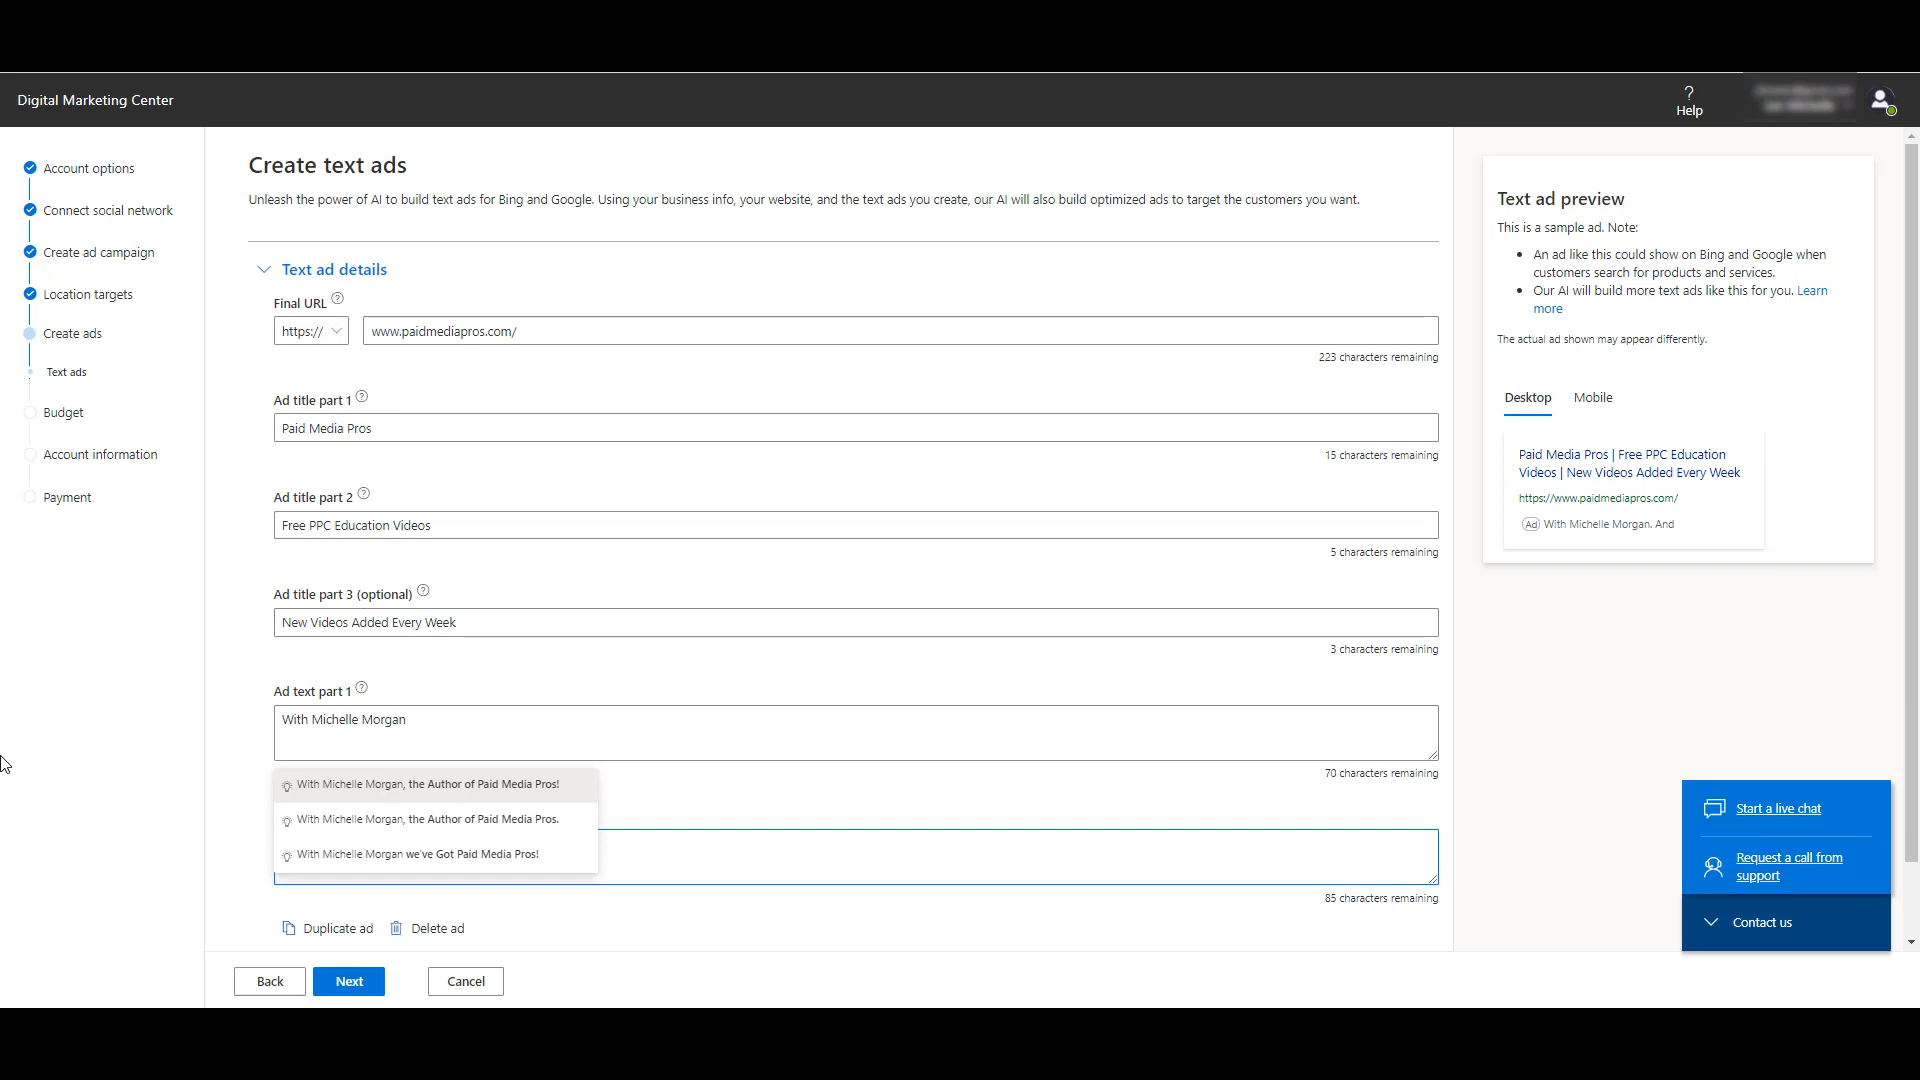 Digital Marketing Center
?
Help
Account options
Connect social network
Create ad campaign
Location targets
Create ads
Text ads
Budget
Account information
Payment
Create text ads
Unleash the power of AI to build text ads for Bing and Google. Using your business info, your website, and the text ads you create, our AI will also build optimized ads to target the customers you want.
Text ad details
Final URL ?
https://
www.paidmediapros.com/
223 characters remaining
Ad title part 1 ?
Paid Media Pros
15 characters remaining
Ad title part 2 ?
Free PPC Education Videos
5 characters remaining
Ad title part 3 (optional) ?
New Videos Added Every Week
3 characters remaining
Ad text part 1 ?
With Michelle Morgan
70 characters remaining
With Michelle Morgan, the Author of Paid Media Pros!
With Michelle Morgan, the Author of Paid Media Pros.
With Michelle Morgan we've Got Paid Media Pros!
85 characters remaining
Duplicate ad
Delete ad
Back
Next
Cancel
Text ad preview
This is a sample ad. Note:
• An ad like this could show on Bing and Google when
customers search for products and services.
• Our AI will build more text ads like this for you. Learn
more
The actual ad shown may appear differently.
Desktop
Mobile
Paid Media Pros | Free PPC Education
Videos | New Videos Added Every Week
https://www.paidmediapros.com/
Ad With Michelle Morgan. And
Start a live chat
Request a call from
support
Contact us